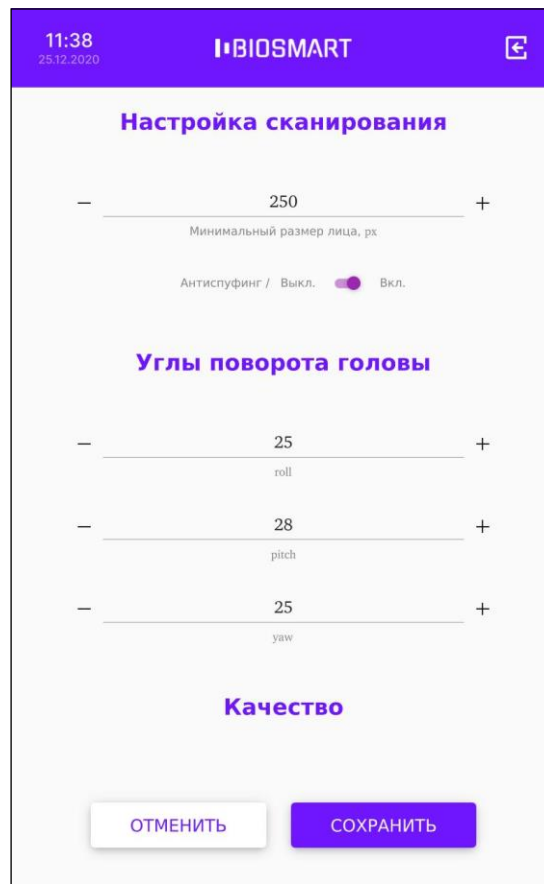 11:38
25.12.2020
BIOSMART
Настройка сканирования
− 250 +
Минимальный размер лица, px
Антиспуфинг / Выкл. Вкл.
Углы поворота головы
− 25 +
roll
− 28 +
pitch
− 25 +
yaw
Качество
ОТМЕНИТЬ СОХРАНИТЬ